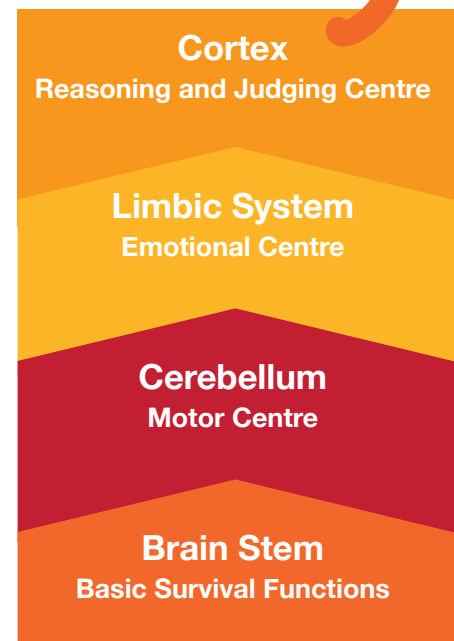 Cortex
Reasoning and Judging Centre
Limbic System
Emotional Centre
Cerebellum
Motor Centre
Brain Stem
Basic Survival Functions